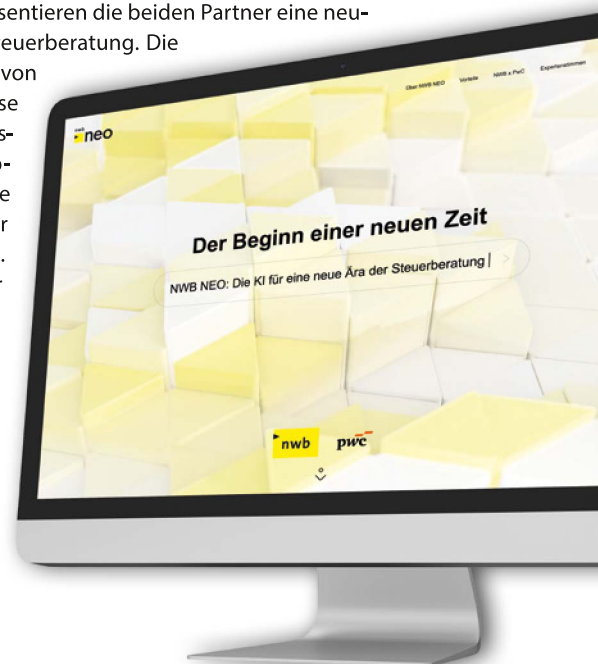 sentieren die beiden Partner eine neu-
euerberatung. Die
von
se
s-
e
r
.
Über NWB NEO Vorteile NWB x PwC Expertenstimmen
nwb
neo
Der Beginn einer neuen Zeit
NWB NEO: Die KI für eine neue Ära der Steuerberatung
nwb pwc